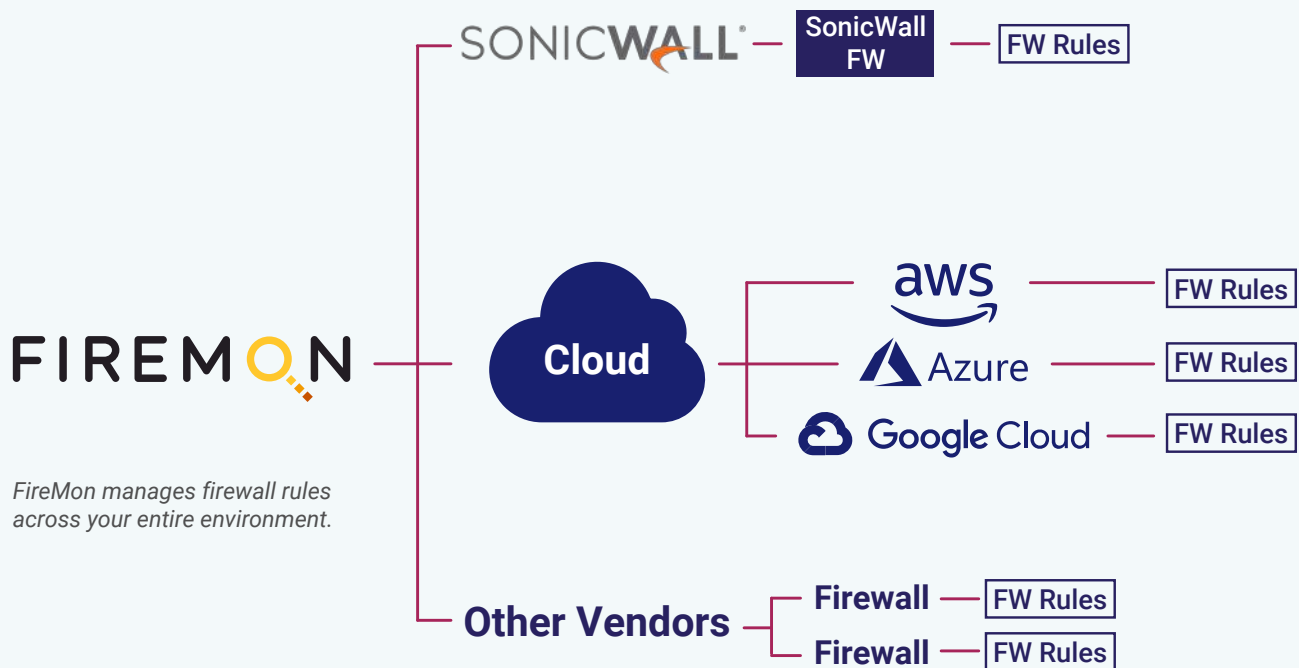 SONICWALL
SonicWall
FW
FW Rules
aws
FW Rules
FIREMON
Cloud
Azure
FW Rules
Google Cloud
FW Rules
FireMon manages firewall rules
across your entire environment.
Other Vendors
Firewall
FW Rules
Firewall
FW Rules